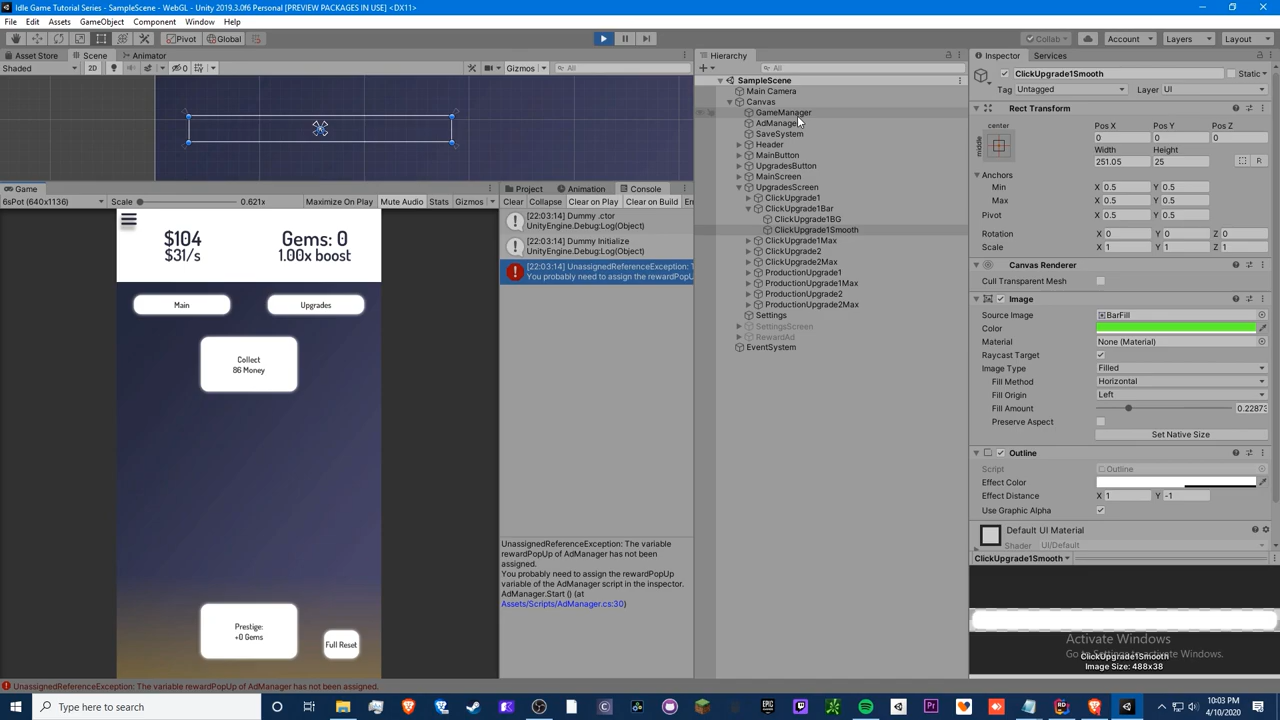 Idle Game Tutorial Series - SampleScene - WebGL - Unity 2019.3.0f6 Personal [PREVIEW PACKAGES IN USE] <DX11>
File Edit Assets GameObject Component Window Help
Pivot Global Collab Account Layers Layout
Asset Store Scene Animator
Shaded 2D 0 Gizmos All
Game
6sPot (640x1136) Scale 0.621x Maximize On Play Mute Audio Stats Gizmos
$104
$31/s
Gems: 0
1.00x boost
Main Upgrades
Collect
86 Money
Prestige:
+0 Gems
Full Reset
Project Animation Console
Clear Collapse Clear on Play Clear on Build
[22:03:14] Dummy .ctor
UnityEngine.Debug:Log(Object)
[22:03:14] Dummy Initialize
UnityEngine.Debug:Log(Object)
[22:03:14] UnassignedReferenceException: T
You probably need to assign the rewardPopU
UnassignedReferenceException: The variable
rewardPopUp of AdManager has not been
assigned.
You probably need to assign the rewardPopUp
variable of the AdManager script in the inspector.
AdManager.Start () (at
Assets/Scripts/AdManager.cs:30)
Hierarchy
All
SampleScene
Main Camera
Canvas
GameManager
AdManager
SaveSystem
Header
MainButton
UpgradesButton
MainScreen
UpgradesScreen
ClickUpgrade1
ClickUpgrade1Bar
ClickUpgrade1BG
ClickUpgrade1Smooth
ClickUpgrade1Max
ClickUpgrade2
ClickUpgrade2Max
ProductionUpgrade1
ProductionUpgrade1Max
ProductionUpgrade2
ProductionUpgrade2Max
Settings
SettingsScreen
RewardAd
EventSystem
Inspector Services
ClickUpgrade1Smooth Static
Tag Untagged Layer UI
Rect Transform
center
middle
Pos X Pos Y Pos Z
0 0 0
Width Height
251.05 25 R
Anchors
Min X 0.5 Y 0.5
Max X 0.5 Y 0.5
Pivot X 0.5 Y 0.5
Rotation X 0 Y 0 Z 0
Scale X 1 Y 1 Z 1
Canvas Renderer
Cull Transparent Mesh
Image
Source Image BarFill
Color
Material None (Material)
Raycast Target
Image Type Filled
Fill Method Horizontal
Fill Origin Left
Fill Amount 0.22873
Preserve Aspect
Set Native Size
Outline
Script Outline
Effect Color
Effect Distance X 1 Y -1
Use Graphic Alpha
Default UI Material
Shader UI/Default
ClickUpgrade1Smooth
Activate Windows
Go to Settings to activate Windows.
ClickUpgrade1Smooth
Image Size: 488x38
UnassignedReferenceException: The variable rewardPopUp of AdManager has not been assigned.
Type here to search
10:03 PM
4/10/2020